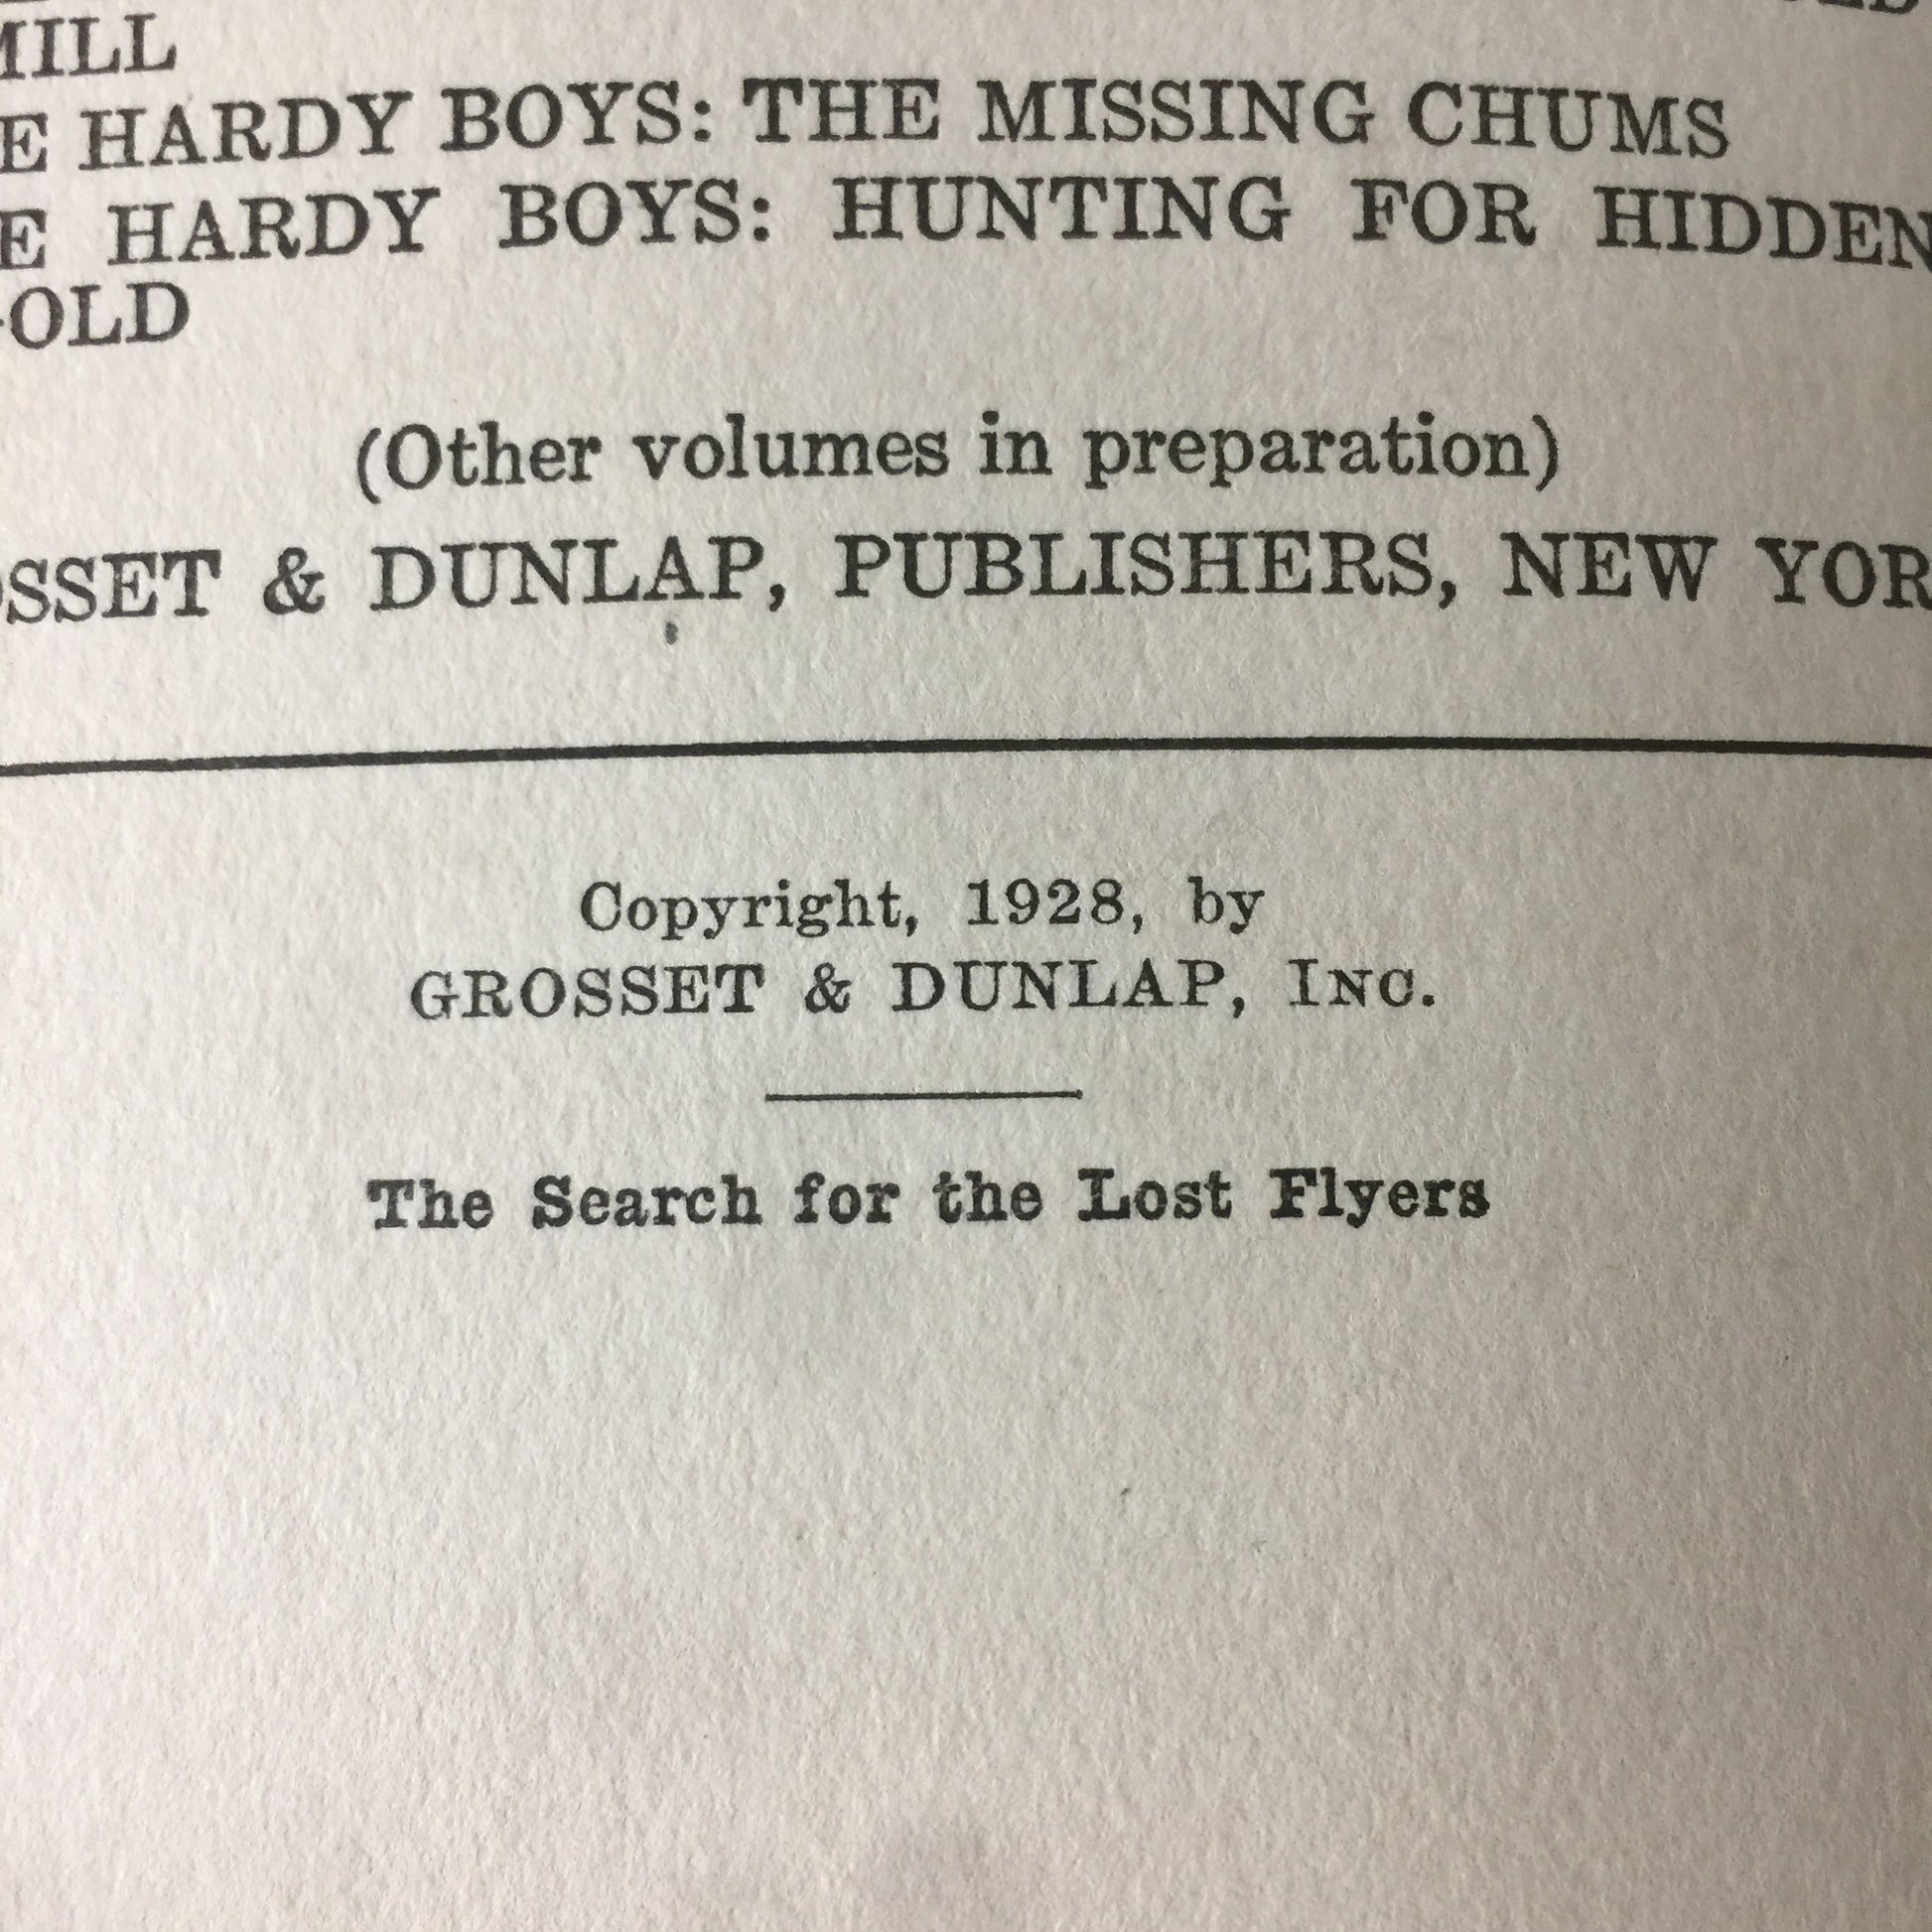 MILL
E HARDY BOYS: THE MISSING CHUMS
E HARDY BOYS: HUNTING FOR HIDDEN
OLD
(Other volumes in preparation)
OSSET & DUNLAP, PUBLISHERS, NEW YOR
Copyright, 1928, by
GROSSET & DUNLAP, INC.
The Search for the Lost Flyers